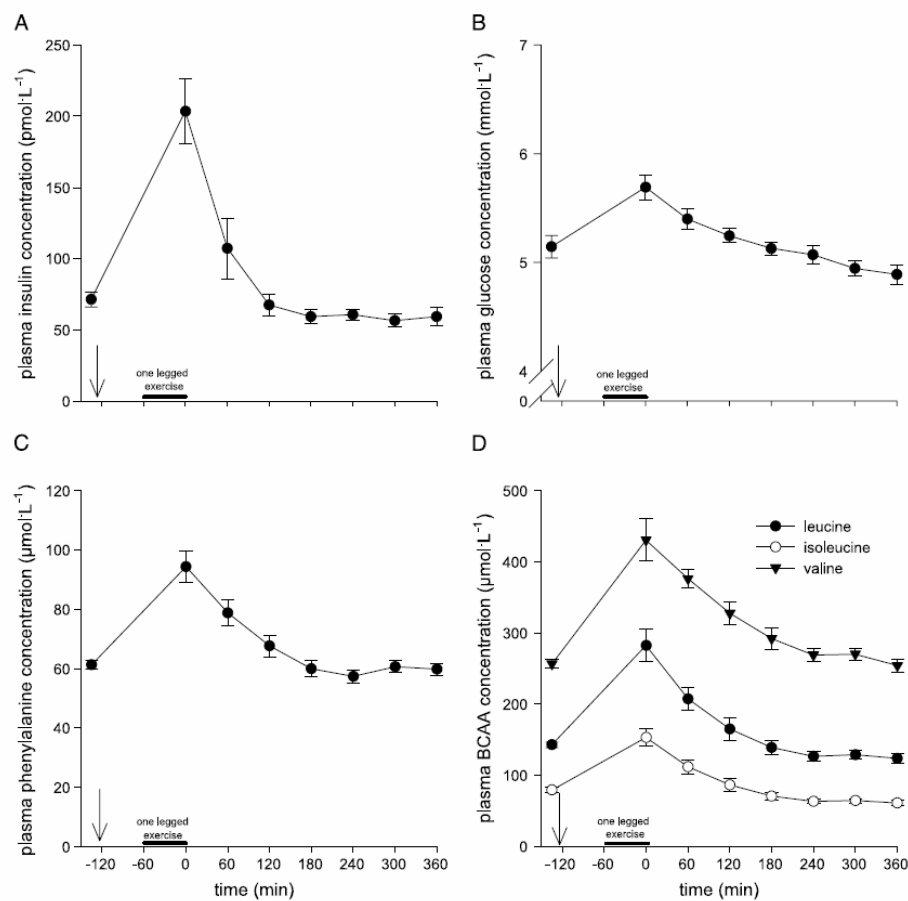 A
plasma insulin concentration (pmol·L⁻¹)
250
200
150
100
50
0
one legged
exercise
B
plasma glucose concentration (mmol·L⁻¹)
7
6
5
4
0
one legged
exercise
C
plasma phenylalanine concentration (µmol·L⁻¹)
120
100
80
60
40
20
0
one legged
exercise
-120 -60 0 60 120 180 240 300 360
time (min)
D
plasma BCAA concentration (µmol·L⁻¹)
500
400
300
200
100
0
leucine
isoleucine
valine
one legged
exercise
-120 -60 0 60 120 180 240 300 360
time (min)